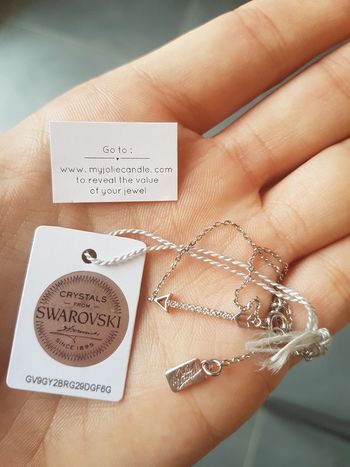 Go to :
www.myjoliecandle.com
to reveal the value
of your jewel
CRYSTALS
FROM
SWAROVSKI
SINCE 1895
GV9GY2BRG29DGF6G